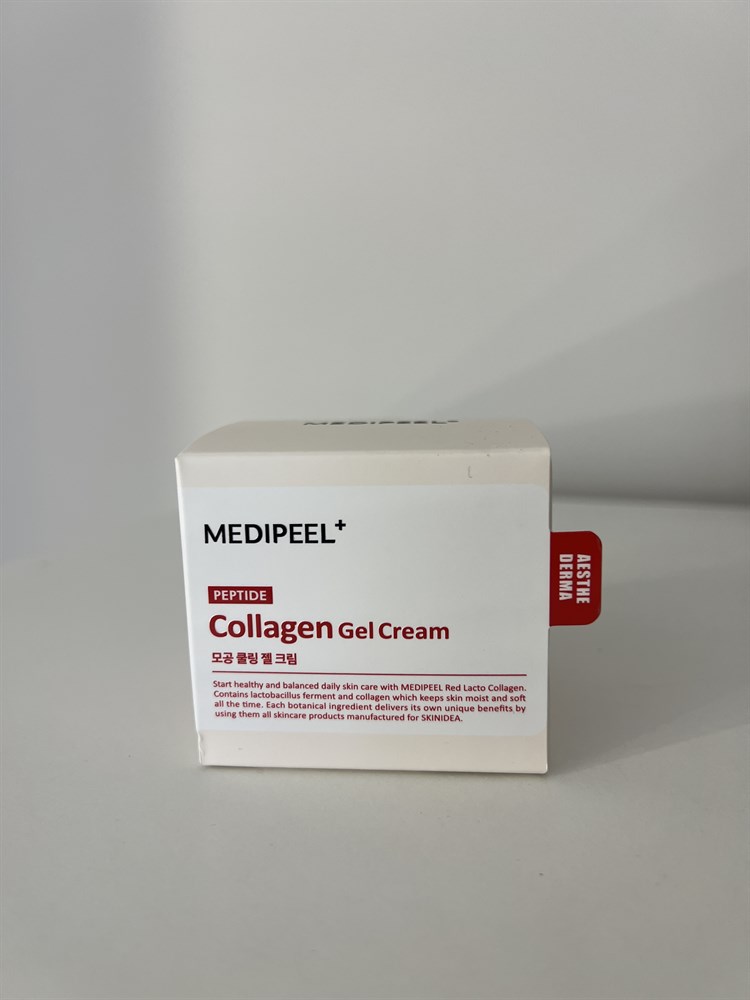 MEDIPEEL+
MEDIPEEL+
PEPTIDE
Collagen Gel Cream
모공 쿨링 젤 크림
Start healthy and balanced daily skin care with MEDIPEEL Red Lacto Collagen.
Contains lactobacillus ferment and collagen which keeps skin moist and soft
all the time. Each botanical ingredient delivers its own unique benefits by
using them all skincare products manufactured for SKINIDEA.
AESTHE
DERMA